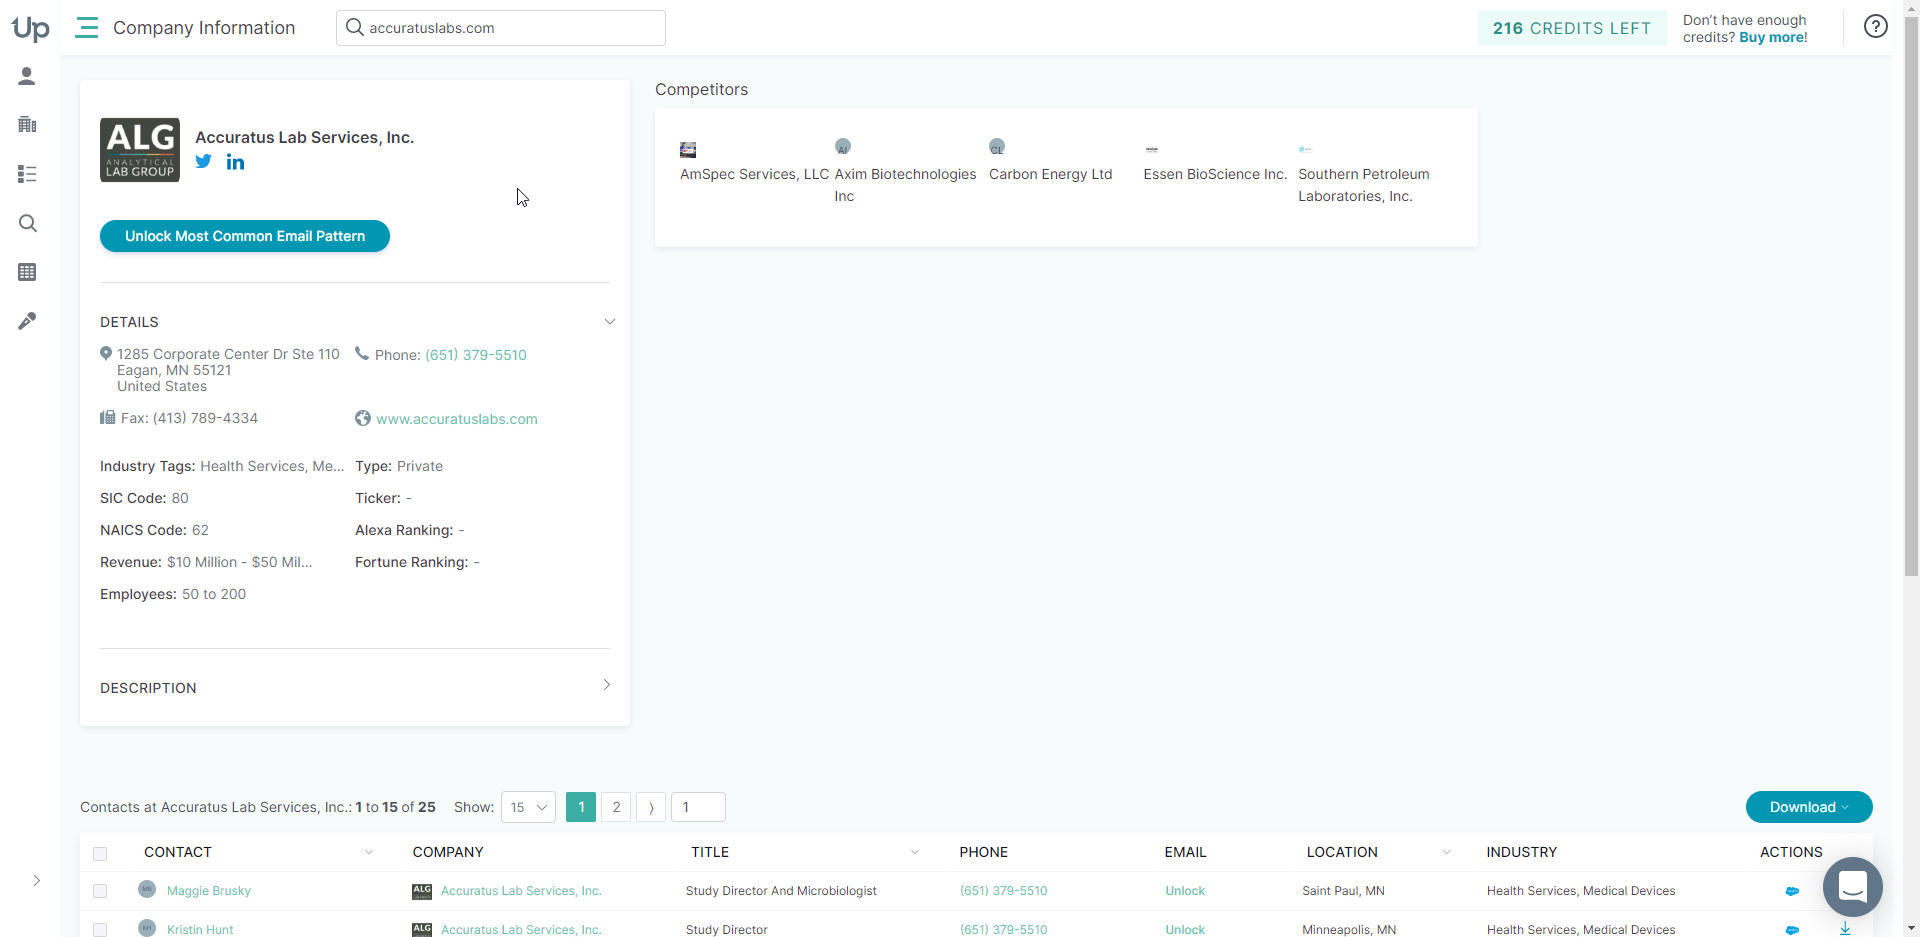 Up
Company Information
accuratuslabs.com
216 CREDITS LEFT
Don't have enough
credits? Buy more!
ALG
ANALYTICAL
LAB GROUP
Accuratus Lab Services, Inc.
Unlock Most Common Email Pattern
DETAILS
1285 Corporate Center Dr Ste 110
Eagan, MN 55121
United States
Phone: (651) 379-5510
Fax: (413) 789-4334
www.accuratuslabs.com
Industry Tags: Health Services, Me...
Type: Private
SIC Code: 80
Ticker: -
NAICS Code: 62
Alexa Ranking: -
Revenue: $10 Million - $50 Mil...
Fortune Ranking: -
Employees: 50 to 200
DESCRIPTION
Competitors
AI
CL
AmSpec Services, LLC
Axim Biotechnologies
Inc
Carbon Energy Ltd
Essen BioScience Inc.
Southern Petroleum
Laboratories, Inc.
Contacts at Accuratus Lab Services, Inc.: 1 to 15 of 25
Show: 15
1 2 1
Download
CONTACT COMPANY TITLE PHONE EMAIL LOCATION INDUSTRY ACTIONS
MB Maggie Brusky ALG Accuratus Lab Services, Inc. Study Director And Microbiologist (651) 379-5510 Unlock Saint Paul, MN Health Services, Medical Devices
KH Kristin Hunt ALG Accuratus Lab Services, Inc. Study Director (651) 379-5510 Unlock Minneapolis, MN Health Services, Medical Devices